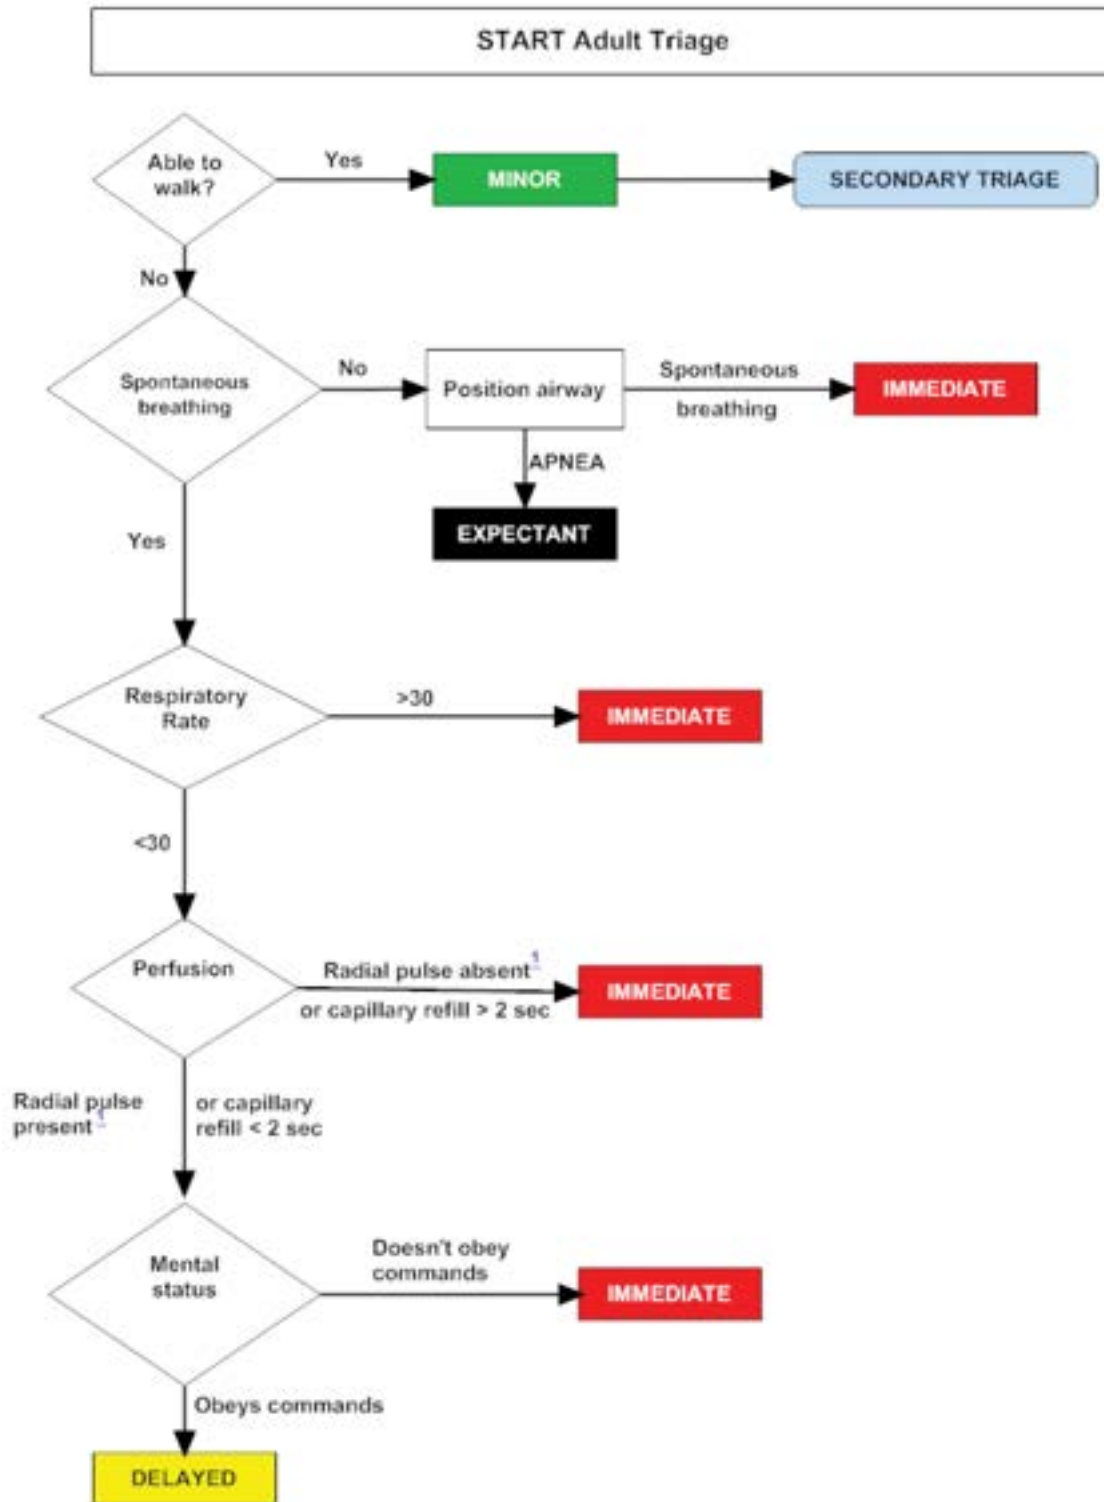 START Adult Triage
Able to
walk?
Yes
MINOR
SECONDARY TRIAGE
No
Spontaneous
breathing
No
Position airway
Spontaneous
breathing
IMMEDIATE
APNEA
EXPECTANT
Yes
Respiratory
Rate
>30
IMMEDIATE
<30
Perfusion
Radial pulse absent 1
or capillary refill > 2 sec
IMMEDIATE
Radial pulse
present 1
or capillary
refill < 2 sec
Mental
status
Doesn't obey
commands
IMMEDIATE
Obeys commands
DELAYED